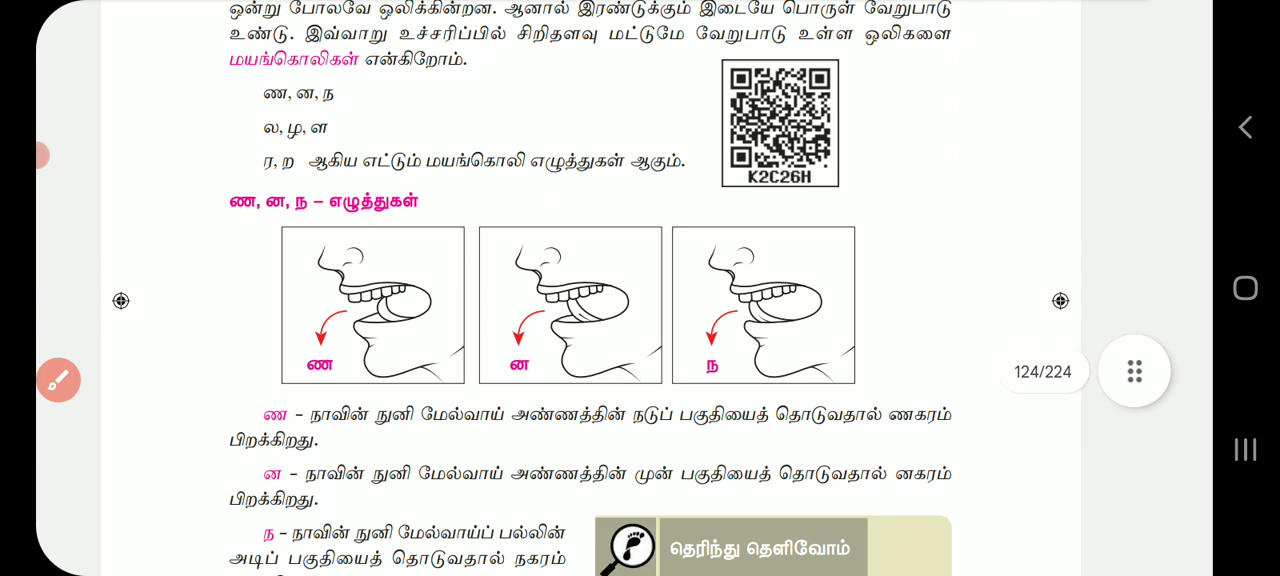 ஒன்று போலவே ஒலிக்கின்றன. ஆனால் இரண்டுக்கும் இடையே பொருள் வேறுபாடு
உண்டு. இவ்வாறு உச்சரிப்பில் சிறிதளவு மட்டுமே வேறுபாடு உள்ள ஒலிகளை
மயங்கொலிகள் என்கிறோம்.
ண, ன, ந
ல, ழ, ள
ர, ற ஆகிய எட்டும் மயங்கொலி எழுத்துகள் ஆகும்.
K2C26H
ண, ன, ந – எழுத்துகள்
ண
ன
ந
124/224
ண – நாவின் நுனி மேல்வாய் அண்ணத்தின் நடுப் பகுதியைத் தொடுவதால் ணகரம்
பிறக்கிறது.
ன – நாவின் நுனி மேல்வாய் அண்ணத்தின் முன் பகுதியைத் தொடுவதால் னகரம்
பிறக்கிறது.
ந – நாவின் நுனி மேல்வாய்ப் பல்லின்
அடிப் பகுதியைத் தொடுவதால் நகரம்
தெரிந்து தெளிவோம்